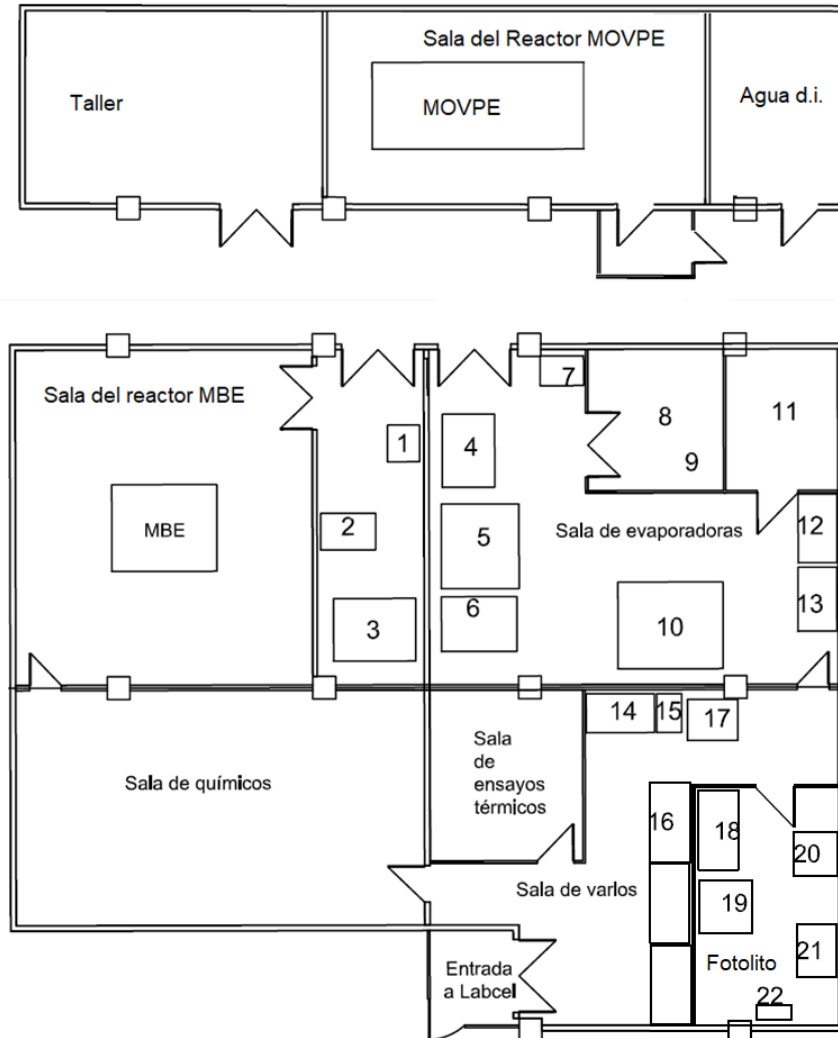 Sala del Reactor MOVPE
Taller
MOVPE
Agua d.i.
Sala del reactor MBE
7
8
11
1
4
9
2
5
Sala de evaporadoras
12
MBE
6
3
10
13
14
15
17
Sala
de
ensayos
térmicos
Sala de químicos
16
18
20
Sala de varlos
19
Entrada
a Labcel
Fotolito
21
22